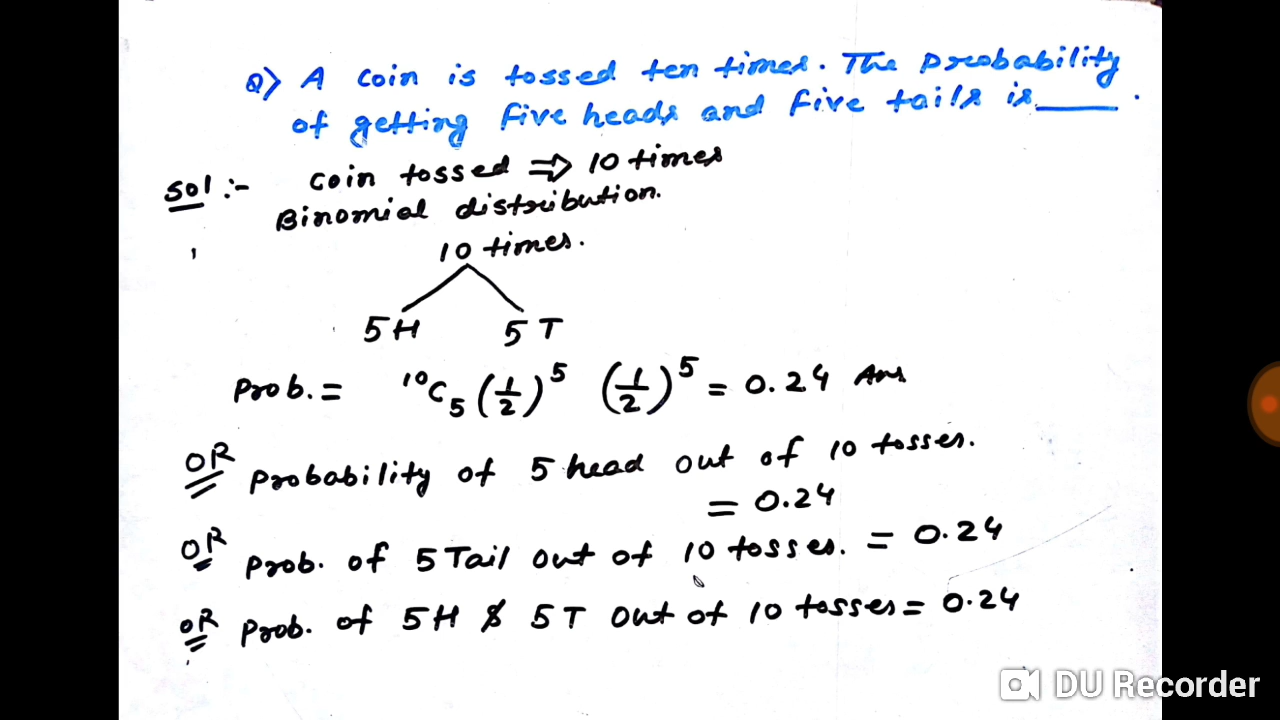 Q) A coin is tossed ten times. The probability
of getting five heads and five tails is____.
Sol :- coin tossed ⇒ 10 times
Binomial distribution.
10 times.
5H 5T
Prob. = ¹⁰C₅ (1/2)⁵ (1/2)⁵ = 0.24 Ans
OR probability of 5 head out of 10 tosses.
= 0.24
OR prob. of 5 Tail out of 10 tosses. = 0.24
OR prob. of 5H & 5T out of 10 tosses = 0.24
DU Recorder